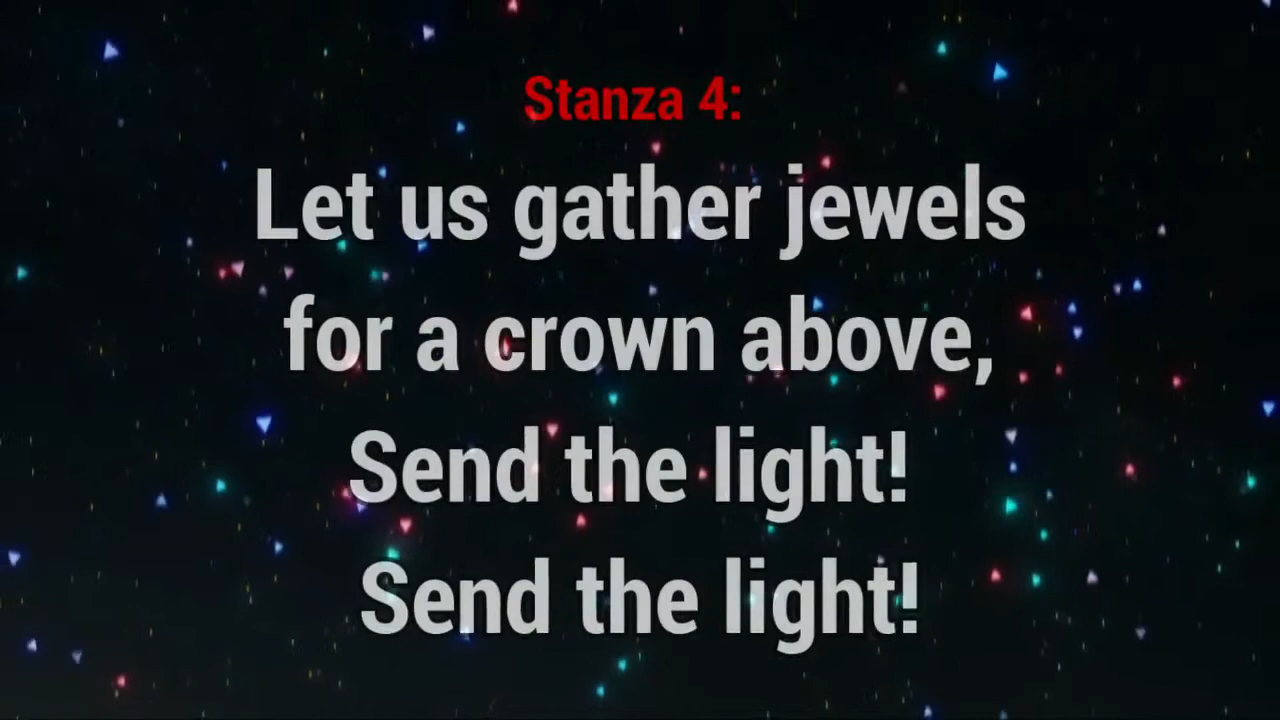 Stanza 4:
Let us gather jewels
for a crown above,
Send the light!
Send the light!